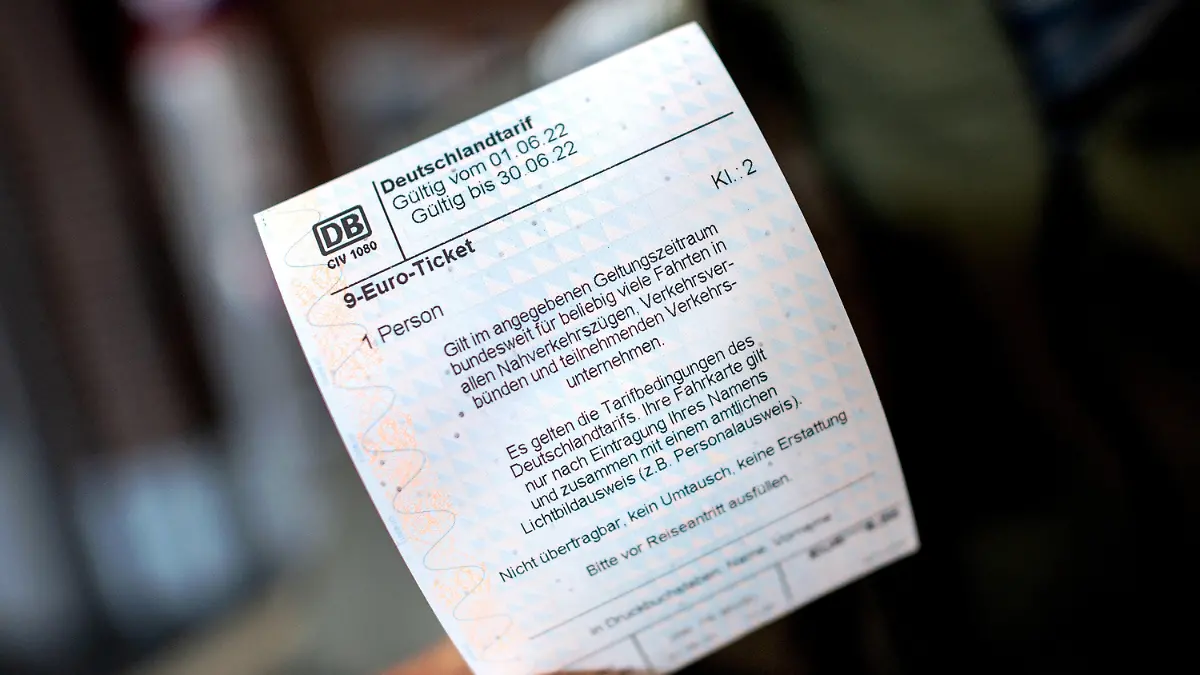 Deutschlandtarif
Gültig vom 01.06.22
Gültig bis 30.06.22
DB
CIV 1080
Kl.: 2
9-Euro-Ticket
1 Person
Gilt im angegebenen Geltungszeitraum
bundesweit für beliebig viele Fahrten in
allen Nahverkehrszügen, Verkehrsver-
bünden und teilnehmenden Verkehrs-
unternehmen.
Es gelten die Tarifbedingungen des
Deutschlandtarifs. Ihre Fahrkarte gilt
nur nach Eintragung Ihres Namens
und zusammen mit einem amtlichen
Lichtbildausweis (z.B. Personalausweis).
Nicht übertragbar, kein Umtausch, keine Erstattung
Bitte vor Reiseantritt ausfüllen.
in Druckbuchstaben: Name, Vorname